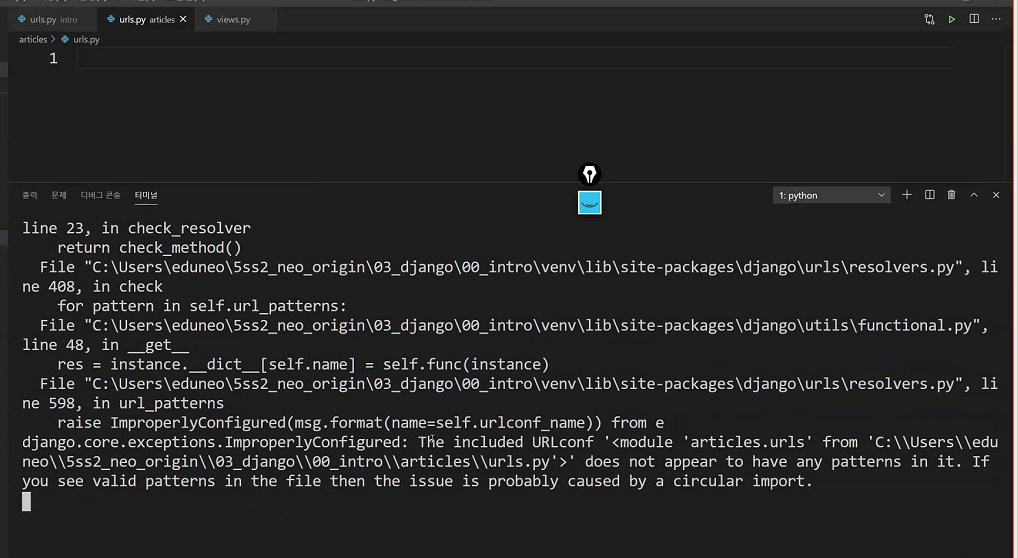 urls.py intro
urls.py articles
views.py
articles > urls.py
1
출력 문제 디버그 콘솔 터미널
1: python
line 23, in check_resolver
return check_method()
File "C:\Users\eduneo\5ss2_neo_origin\03_django\00_intro\venv\lib\site-packages\django\urls\resolvers.py", li
ne 408, in check
for pattern in self.url_patterns:
File "C:\Users\eduneo\5ss2_neo_origin\03_django\00_intro\venv\lib\site-packages\django\utils\functional.py",
line 48, in __get__
res = instance.__dict__[self.name] = self.func(instance)
File "C:\Users\eduneo\5ss2_neo_origin\03_django\00_intro\venv\lib\site-packages\django\urls\resolvers.py", li
ne 598, in url_patterns
raise ImproperlyConfigured(msg.format(name=self.urlconf_name)) from e
django.core.exceptions.ImproperlyConfigured: The included URLconf '<module 'articles.urls' from 'C:\\Users\\edu
neo\\5ss2_neo_origin\\03_django\\00_intro\\articles\\urls.py'>' does not appear to have any patterns in it. If
you see valid patterns in the file then the issue is probably caused by a circular import.